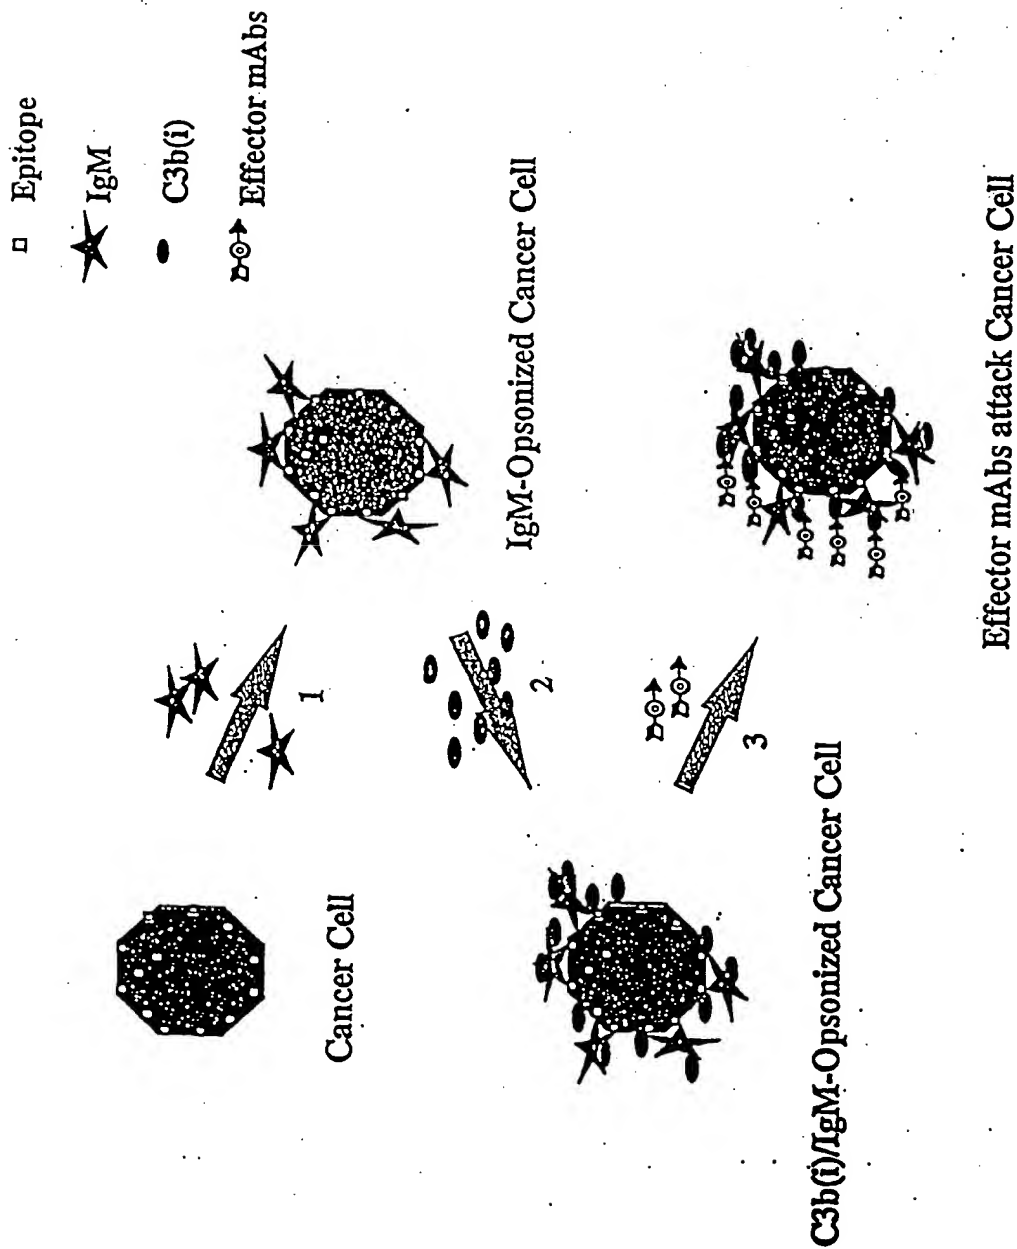 Epitope
IgM
C3b(i)
Effector mAbs
Cancer Cell
1
IgM-Opsonized Cancer Cell
2
C3b(i)/IgM-Opsonized Cancer Cell
3
Effector mAbs attack Cancer Cell